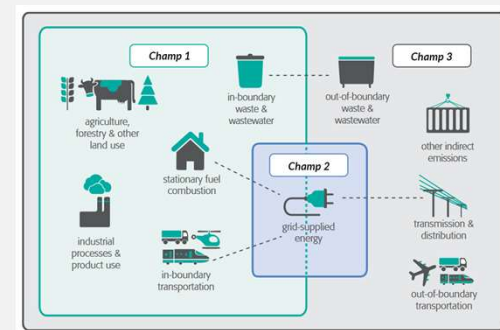 Champ 1
Champ 3
in-boundary
waste &
wastewater
out-of-boundary
waste &
wastewater
agriculture,
forestry & other
land use
other indirect
emissions
Champ 2
stationary fuel
combustion
grid-supplied
energy
transmission &
distribution
industrial
processes &
product use
in-boundary
transportation
out-of-boundary
transportation